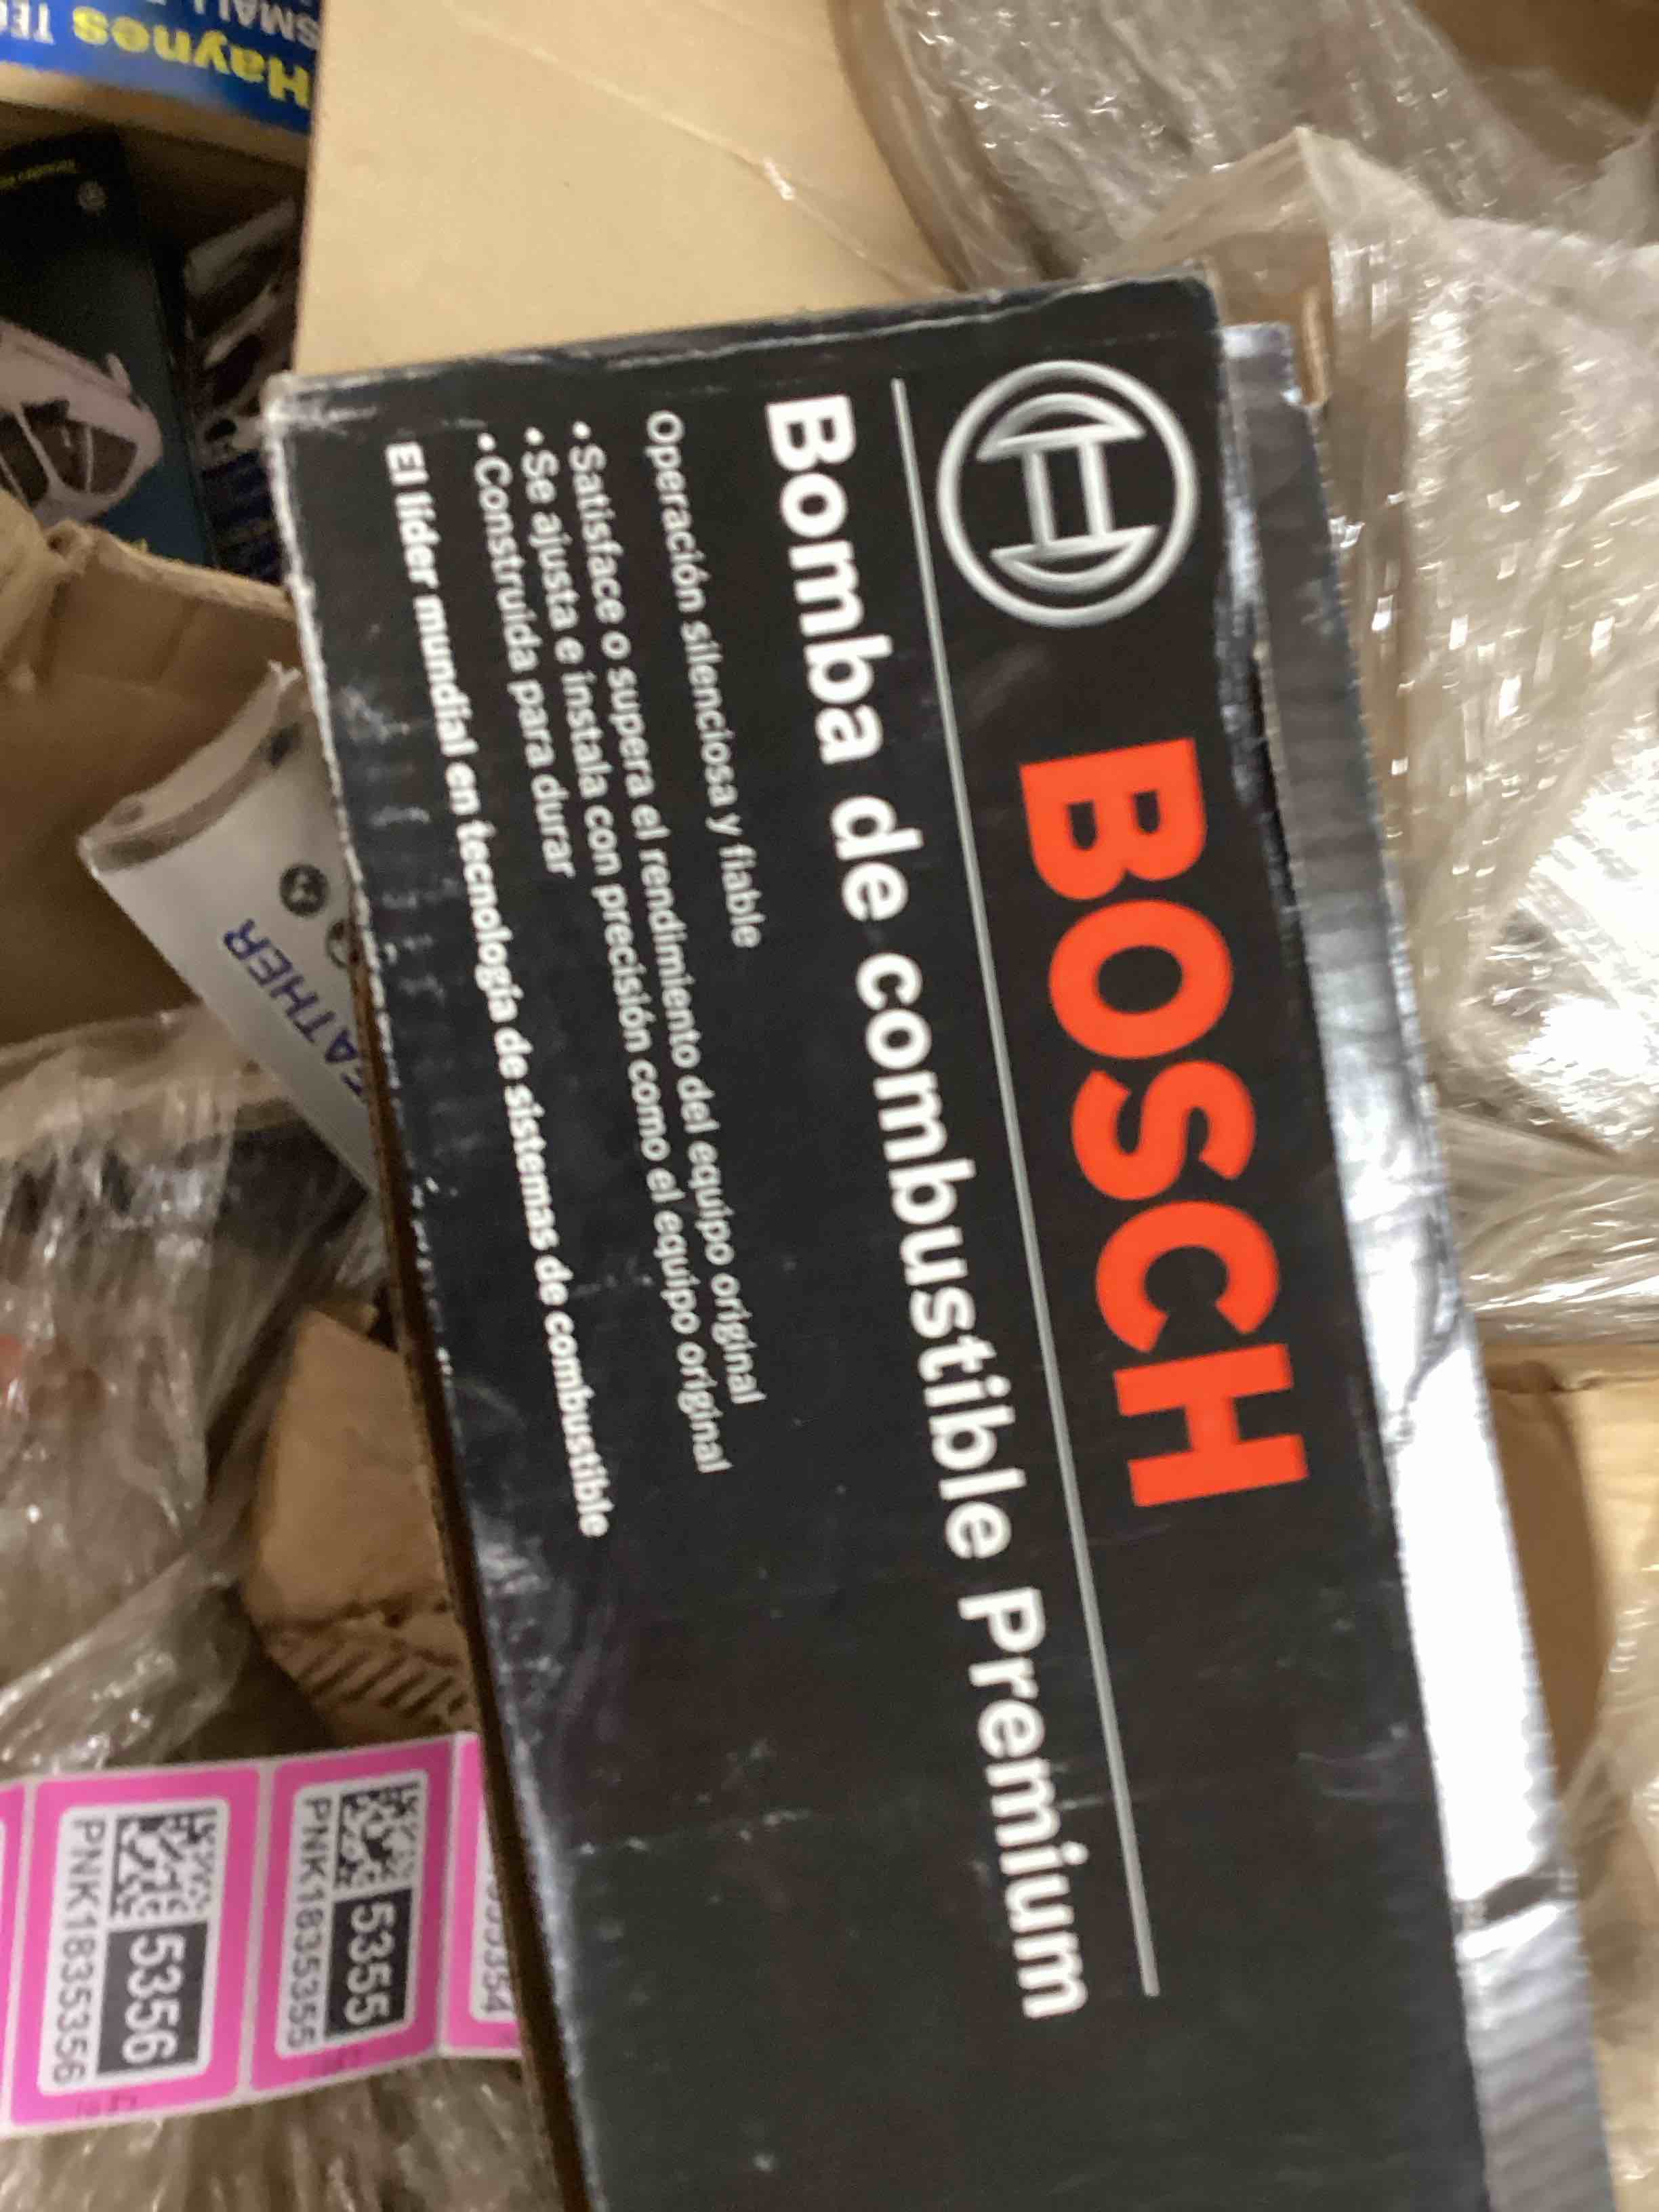 BOSCH
Bomba de combustible Premium
Operación silenciosa y fiable
• Satisface o supera el rendimiento del equipo original
• Se ajusta e instala con precisión como el equipo original
• Construida para durar
El líder mundial en tecnología de sistemas de combustible
Haynes
5355
PNK1835355
5356
PNK1835356